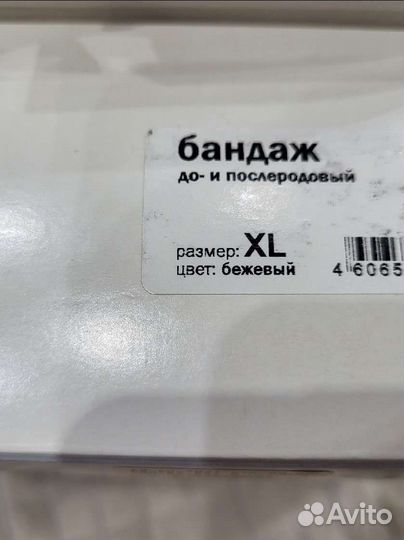 бандаж
до- и послеродовый
размер: XL
цвет: бежевый
4 6065
Avito